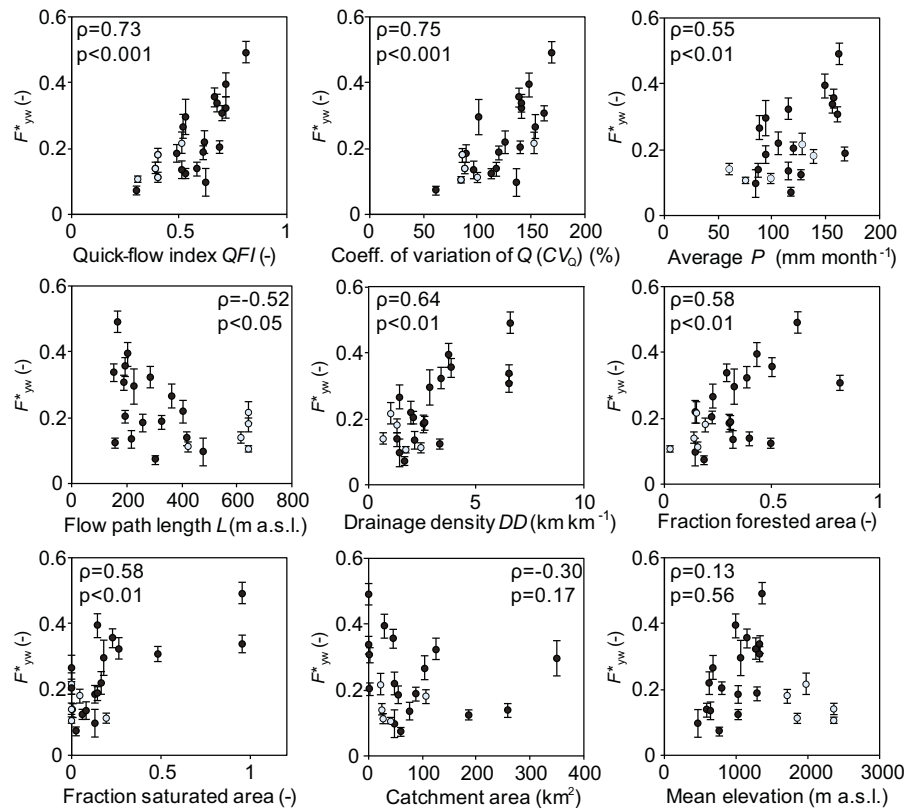 0.6
ρ=0.73
p<0.001
0.4
F*yw (-)
0.2
0
0 0.5 1
Quick-flow index QFI (-)
0.6
ρ=0.75
p<0.001
0.4
F*yw (-)
0.2
0
0 50 100 150 200
Coeff. of variation of Q (CVQ) (%)
0.6
ρ=0.55
p<0.01
0.4
F*yw (-)
0.2
0
0 50 100 150 200
Average P (mm month-1)
0.6
ρ=-0.52
p<0.05
0.4
F*yw (-)
0.2
0
0 200 400 600 800
Flow path length L (m a.s.l.)
0.6
ρ=0.64
p<0.01
0.4
F*yw (-)
0.2
0
0 5 10
Drainage density DD (km km-1)
0.6
ρ=0.58
p<0.01
0.4
F*yw (-)
0.2
0
0 0.5 1
Fraction forested area (-)
0.6
ρ=0.58
p<0.01
0.4
F*yw (-)
0.2
0
0 0.5 1
Fraction saturated area (-)
0.6
ρ=-0.30
p=0.17
0.4
F*yw (-)
0.2
0
0 100 200 300 400
Catchment area (km2)
0.6
ρ=0.13
p=0.56
0.4
F*yw (-)
0.2
0
0 1000 2000 3000
Mean elevation (m a.s.l.)